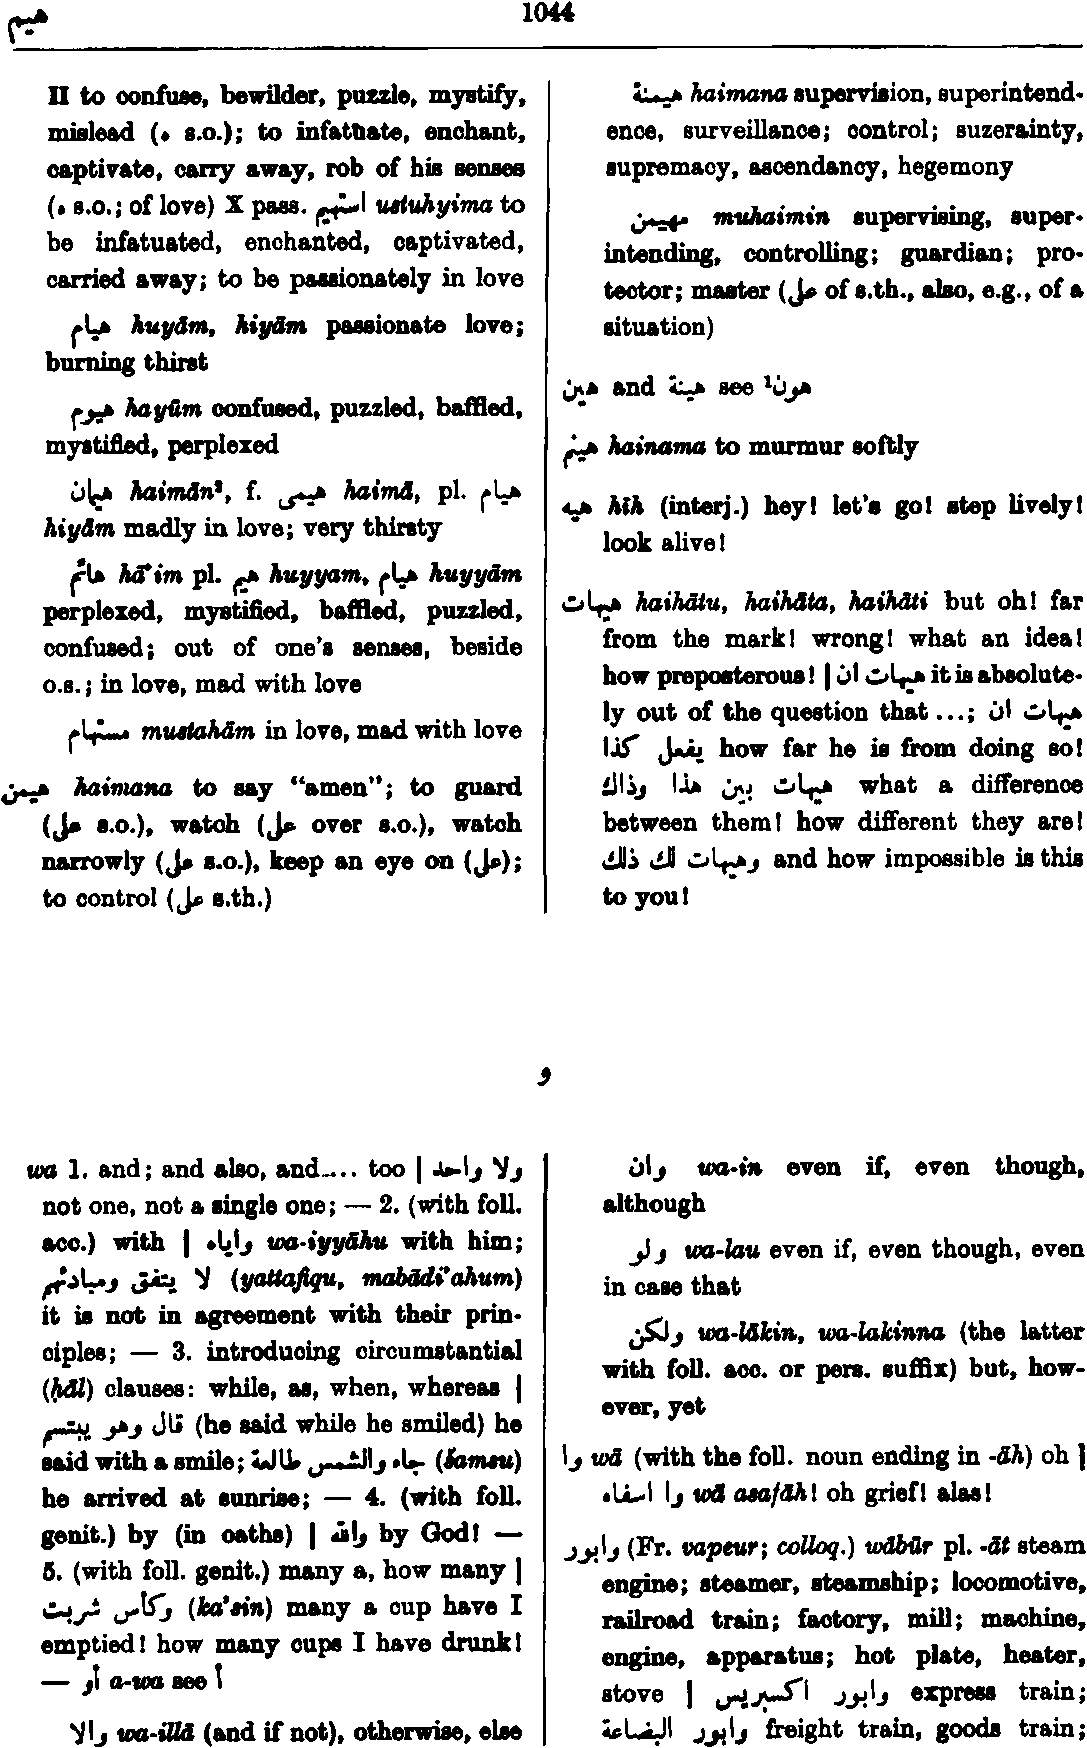 هيم
1044
II to confuse, bewilder, puzzle, mystify,
mislead (ه s.o.); to infatuate, enchant,
captivate, carry away, rob of his senses
(ه s.o.; of love) X pass. استهيم ustuhyima to
be infatuated, enchanted, captivated,
carried away; to be passionately in love
هيام huyām, hiyām passionate love;
burning thirst
هيوم hayūm confused, puzzled, baffled,
mystified, perplexed
هيمان haimān², f. هيمى haimā, pl. هيام
hiyām madly in love; very thirsty
هائم hā'im pl. هيم huyyam, هيام huyyām
perplexed, mystified, baffled, puzzled,
confused; out of one's senses, beside
o.s.; in love, mad with love
مستهام mustahām in love, mad with love
هيمن haimana to say “amen”; to guard
(على s.o.), watch (على over s.o.), watch
narrowly (على s.o.), keep an eye on (على);
to control (على s.th.)
هيمنة haimana supervision, superintend-
ence, surveillance; control; suzerainty,
supremacy, ascendancy, hegemony
مهيمن muhaimin supervising, super-
intending, controlling; guardian; pro-
tector; master (على of s.th., also, e.g., of a
situation)
هين and هينة see هون¹
هينم hainama to murmur softly
هيه hīh (interj.) hey! let's go! step lively!
look alive!
هيهات haihātu, haihāta, haihāti but oh! far
from the mark! wrong! what an idea!
how preposterous! | هيهات ان it is absolute-
ly out of the question that ...; هيهات ان
يفعل كذا how far he is from doing so!
هيهات بين هذا وذاك what a difference
between them! how different they are!
وهيهات لك ذلك and how impossible is this
to you!
و
wa 1. and; and also, and .... too | ولا واحد
not one, not a single one; — 2. (with foll.
acc.) with | واياه wa-iyyāhu with him;
لا يتفق ومبادئهم (yattafiqu, mabādi'ahum)
it is not in agreement with their prin-
ciples; — 3. introducing circumstantial
(ḥāl) clauses: while, as, when, whereas |
قال وهو يبتسم (he said while he smiled) he
said with a smile; جاء والشمس طالعة (šamsu)
he arrived at sunrise; — 4. (with foll.
genit.) by (in oaths) | والله by God! —
5. (with foll. genit.) many a, how many |
وكأس شربت (ka'sin) many a cup have I
emptied! how many cups I have drunk!
— أو a-wa see أ
والا wa-illā (and if not), otherwise, else
وان wa-in even if, even though,
although
ولو wa-lau even if, even though, even
in case that
ولكن wa-lākin, wa-lakinna (the latter
with foll. acc. or pers. suffix) but, how-
ever, yet
وا wā (with the foll. noun ending in -āh) oh |
وا اسفاه wā asafāh! oh grief! alas!
وابور (Fr. vapeur; colloq.) wābūr pl. -āt steam
engine; steamer, steamship; locomotive,
railroad train; factory, mill; machine,
engine, apparatus; hot plate, heater,
stove | وابور اكسبريس express train;
وابور البضاعة freight train, goods train;